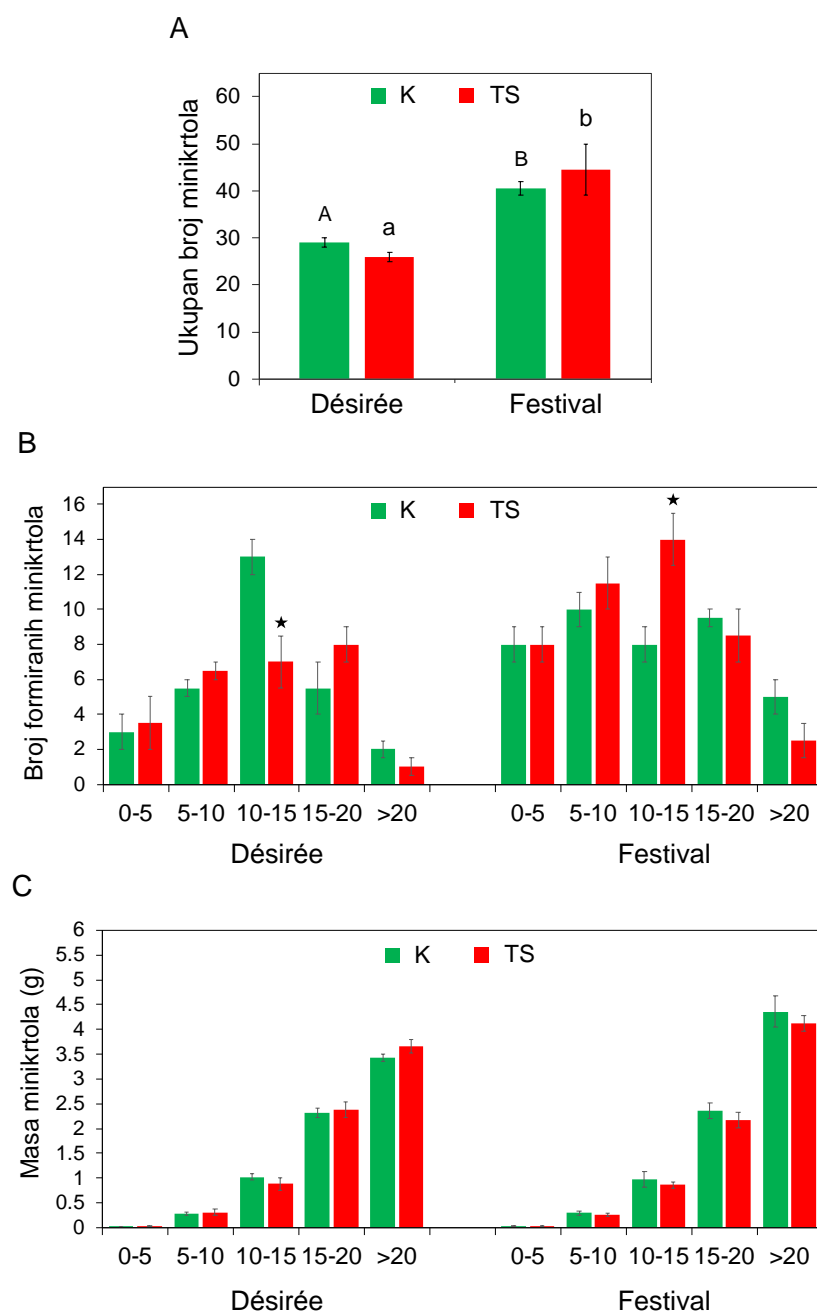 A
Ukupan broj minikrtola
60
50
40
30
20
10
0
K TS
A a B b
Désirée Festival
B
Broj formiranih minikrtola
16
14
12
10
8
6
4
2
0
K TS
★ ★
0-5 5-10 10-15 15-20 >20 0-5 5-10 10-15 15-20 >20
Désirée Festival
C
Masa minikrtola (g)
6
5.5
5
4.5
4
3.5
3
2.5
2
1.5
1
0.5
0
K TS
0-5 5-10 10-15 15-20 >20 0-5 5-10 10-15 15-20 >20
Désirée Festival